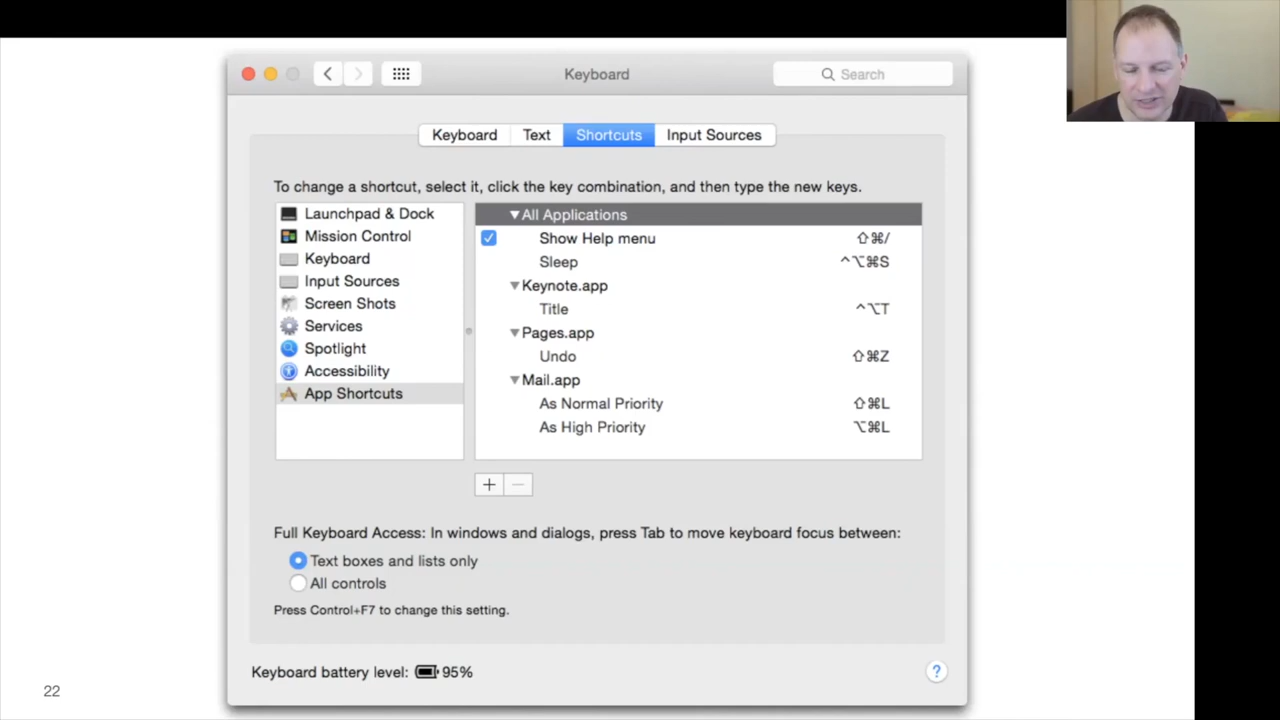 Keyboard
Search
Keyboard
Text
Shortcuts
Input Sources
To change a shortcut, select it, click the key combination, and then type the new keys.
Launchpad & Dock
Mission Control
Keyboard
Input Sources
Screen Shots
Services
Spotlight
Accessibility
App Shortcuts
▼All Applications
Show Help menu ⇧⌘/
Sleep ^⌥⌘S
▼Keynote.app
Title ^⌥T
▼Pages.app
Undo ⇧⌘Z
▼Mail.app
As Normal Priority ⇧⌘L
As High Priority ⌥⌘L
+ −
Full Keyboard Access: In windows and dialogs, press Tab to move keyboard focus between:
Text boxes and lists only
All controls
Press Control+F7 to change this setting.
Keyboard battery level: 95%
?
22